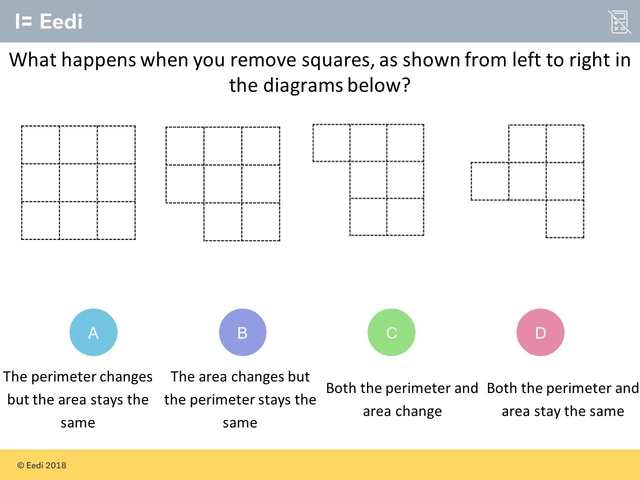 I= Eedi
What happens when you remove squares, as shown from left to right in
the diagrams below?
A
B
C
D
The perimeter changes
but the area stays the
same
The area changes but
the perimeter stays the
same
Both the perimeter and
area change
Both the perimeter and
area stay the same
© Eedi 2018